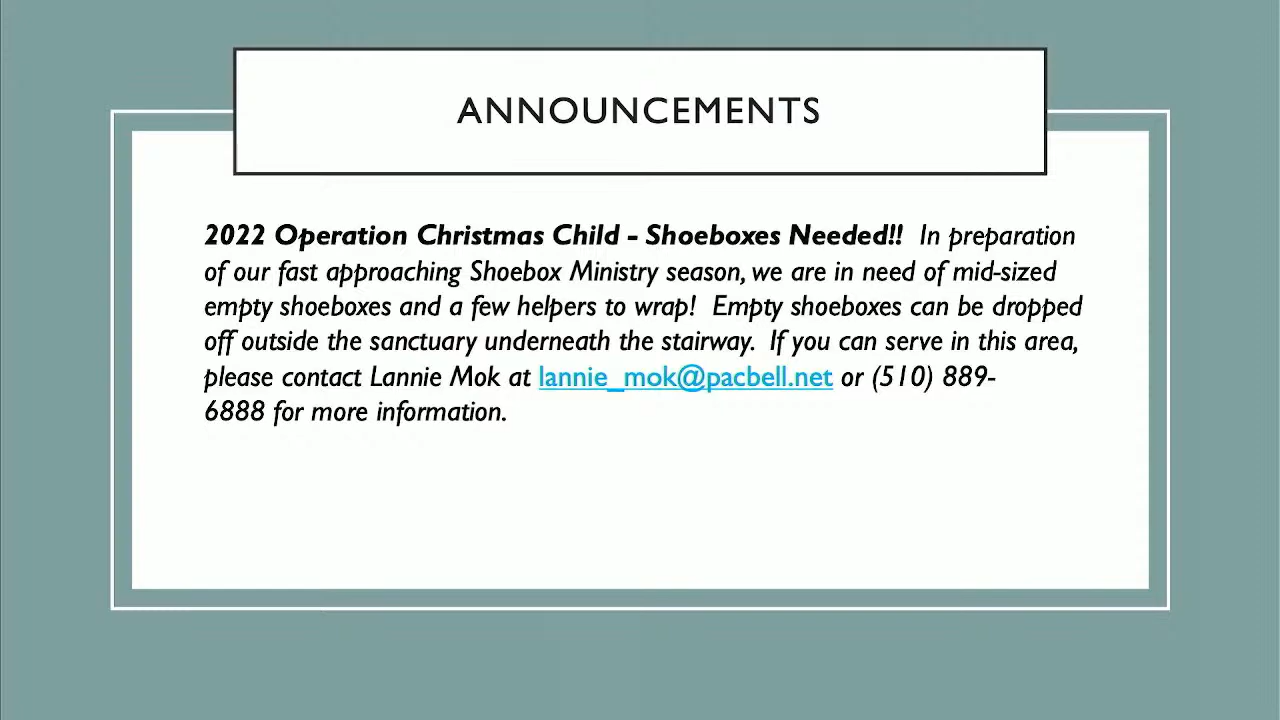 ANNOUNCEMENTS
2022 Operation Christmas Child - Shoeboxes Needed!!  In preparation
of our fast approaching Shoebox Ministry season, we are in need of mid-sized
empty shoeboxes and a few helpers to wrap!  Empty shoeboxes can be dropped
off outside the sanctuary underneath the stairway.  If you can serve in this area,
please contact Lannie Mok at lannie_mok@pacbell.net or (510) 889-
6888 for more information.